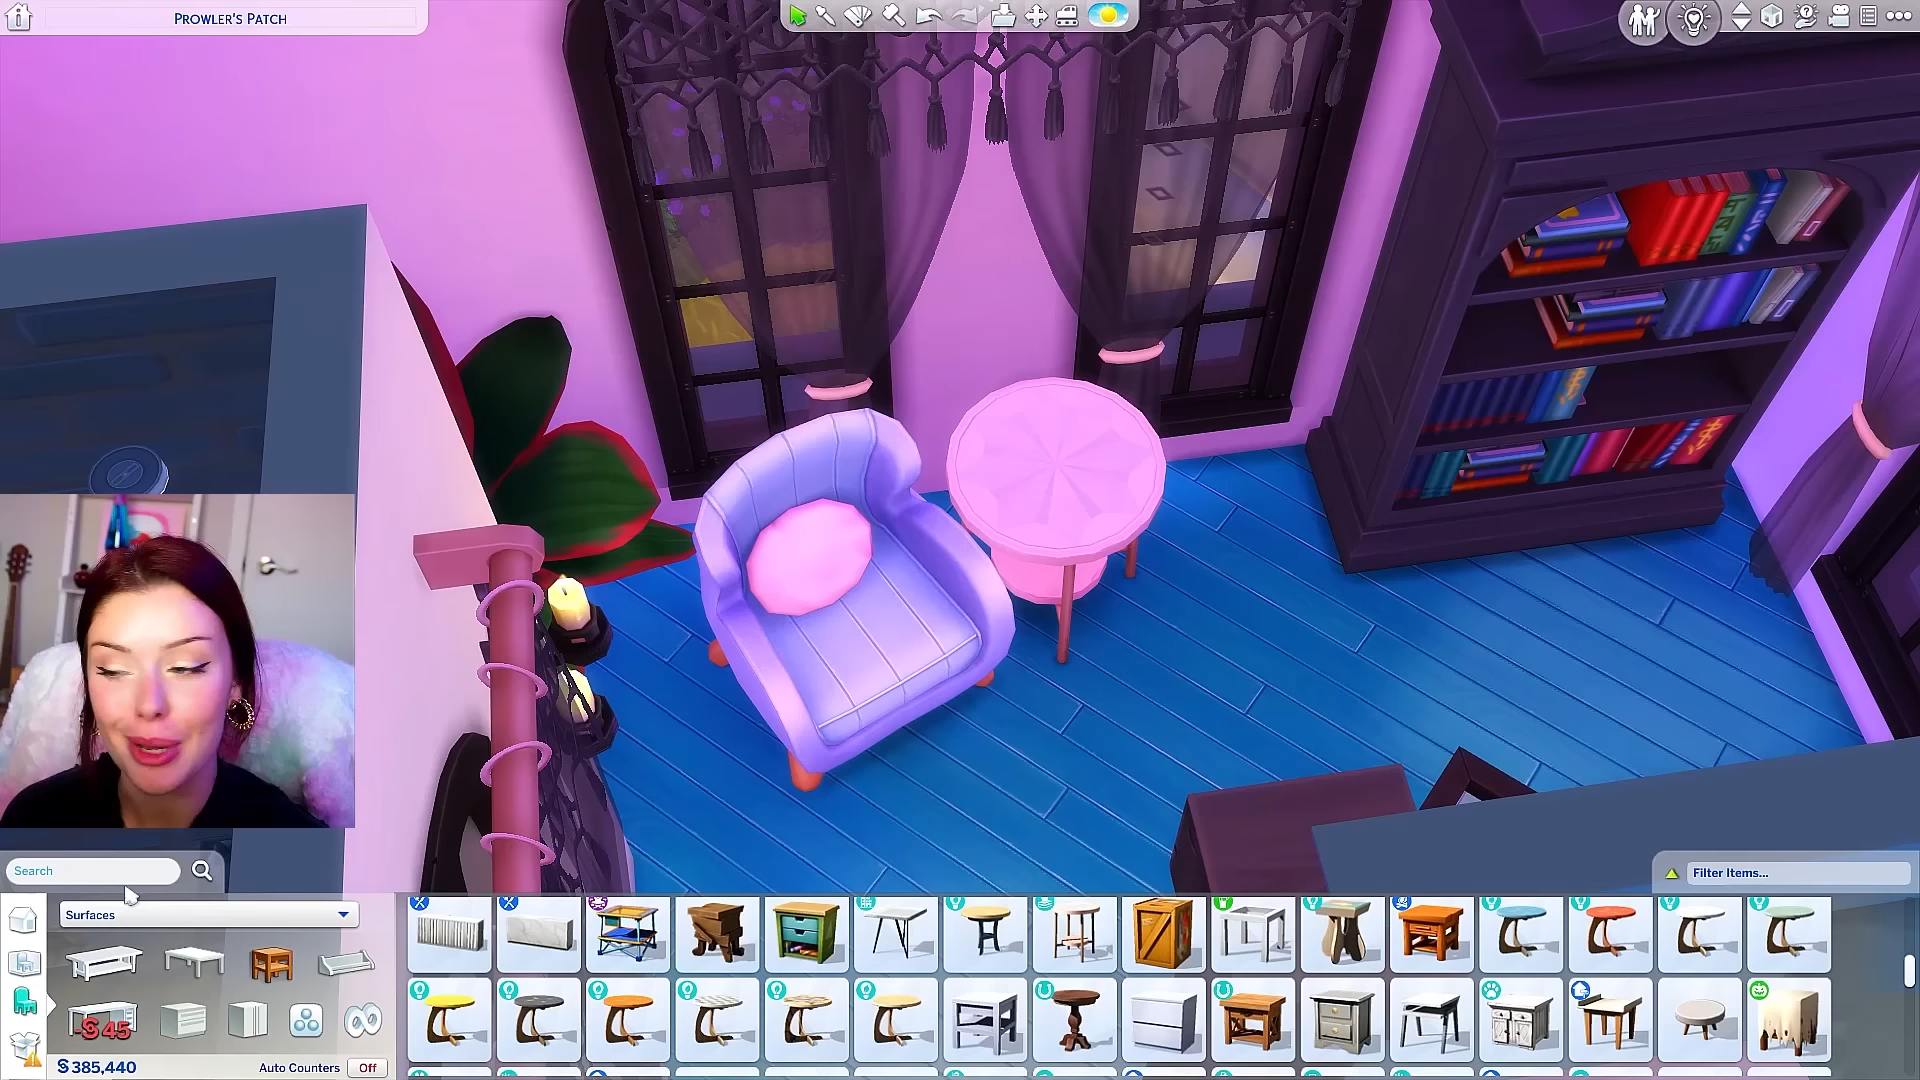 PROWLER'S PATCH
Search
Filter Items...
Surfaces
-§45
§385,440
Auto Counters
Off